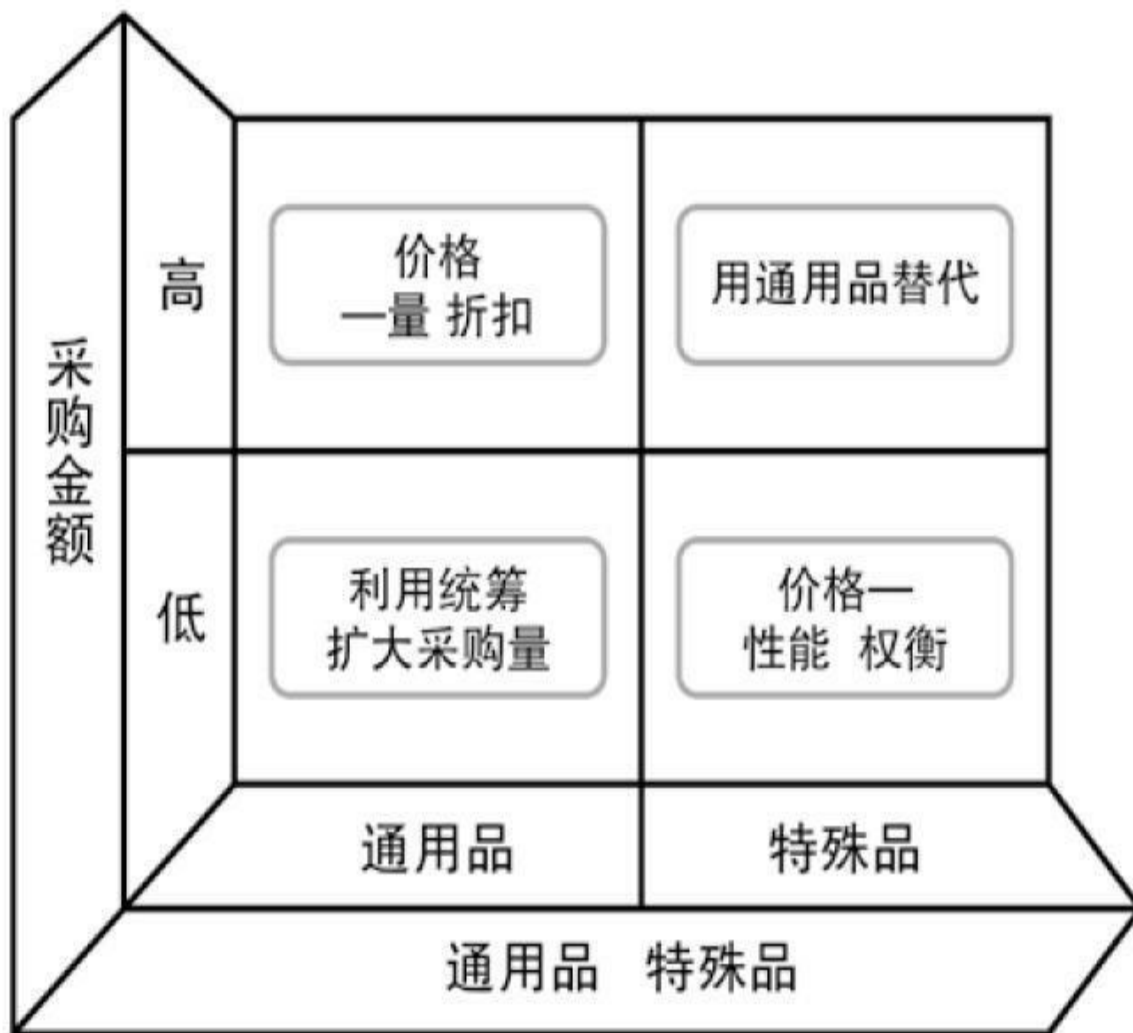 采购金额
高
价格
—量 折扣
用通用品替代
低
利用统筹
扩大采购量
价格—
性能 权衡
通用品
特殊品
通用品 特殊品